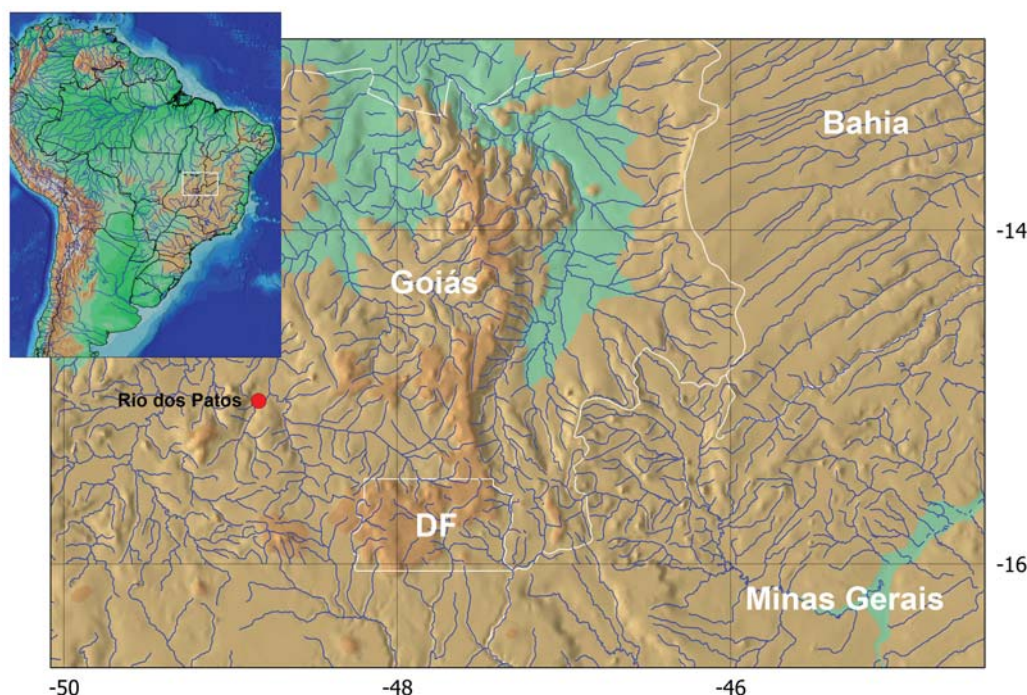 Bahia
-14
Goiás
Rio dos Patos
DF
-16
Minas Gerais
-50
-48
-46